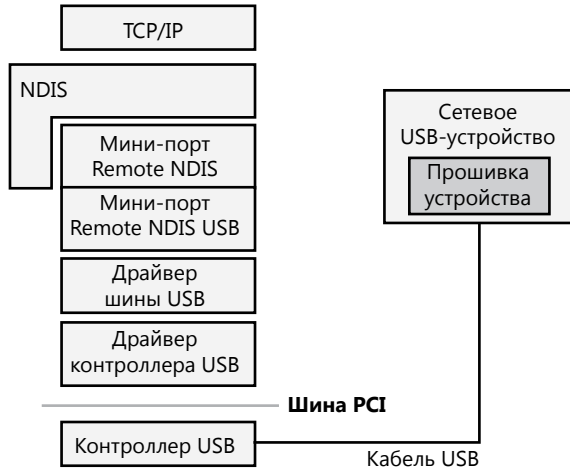 TCP/IP
NDIS
Мини-порт
Remote NDIS
Мини-порт
Remote NDIS USB
Драйвер
шины USB
Драйвер
контроллера USB
Шина PCI
Контроллер USB
Кабель USB
Сетевое
USB-устройство
Прошивка
устройства